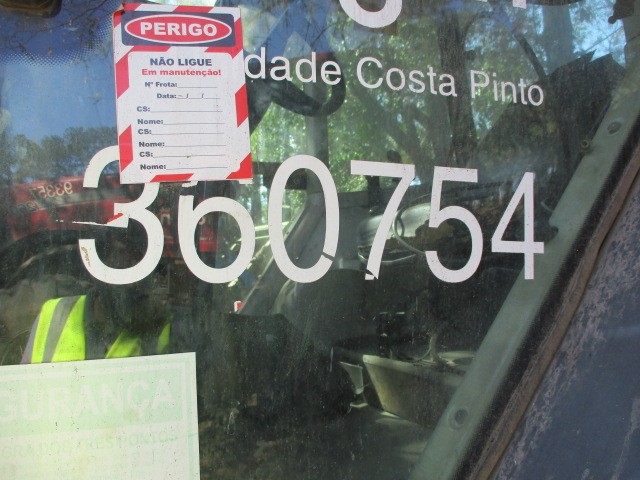 PERIGO
NÃO LIGUE
Em manutenção!
Nº Frota:
Data:
CS:
Nome:
CS:
Nome:
CS:
Nome:
dade Costa Pinto
360754
GURANÇA